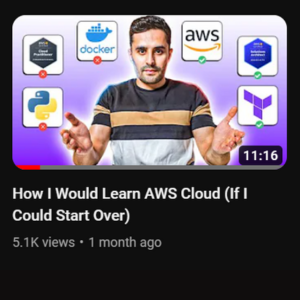 docker
aws
11:16
How I Would Learn AWS Cloud (If I
Could Start Over)
5.1K views • 1 month ago